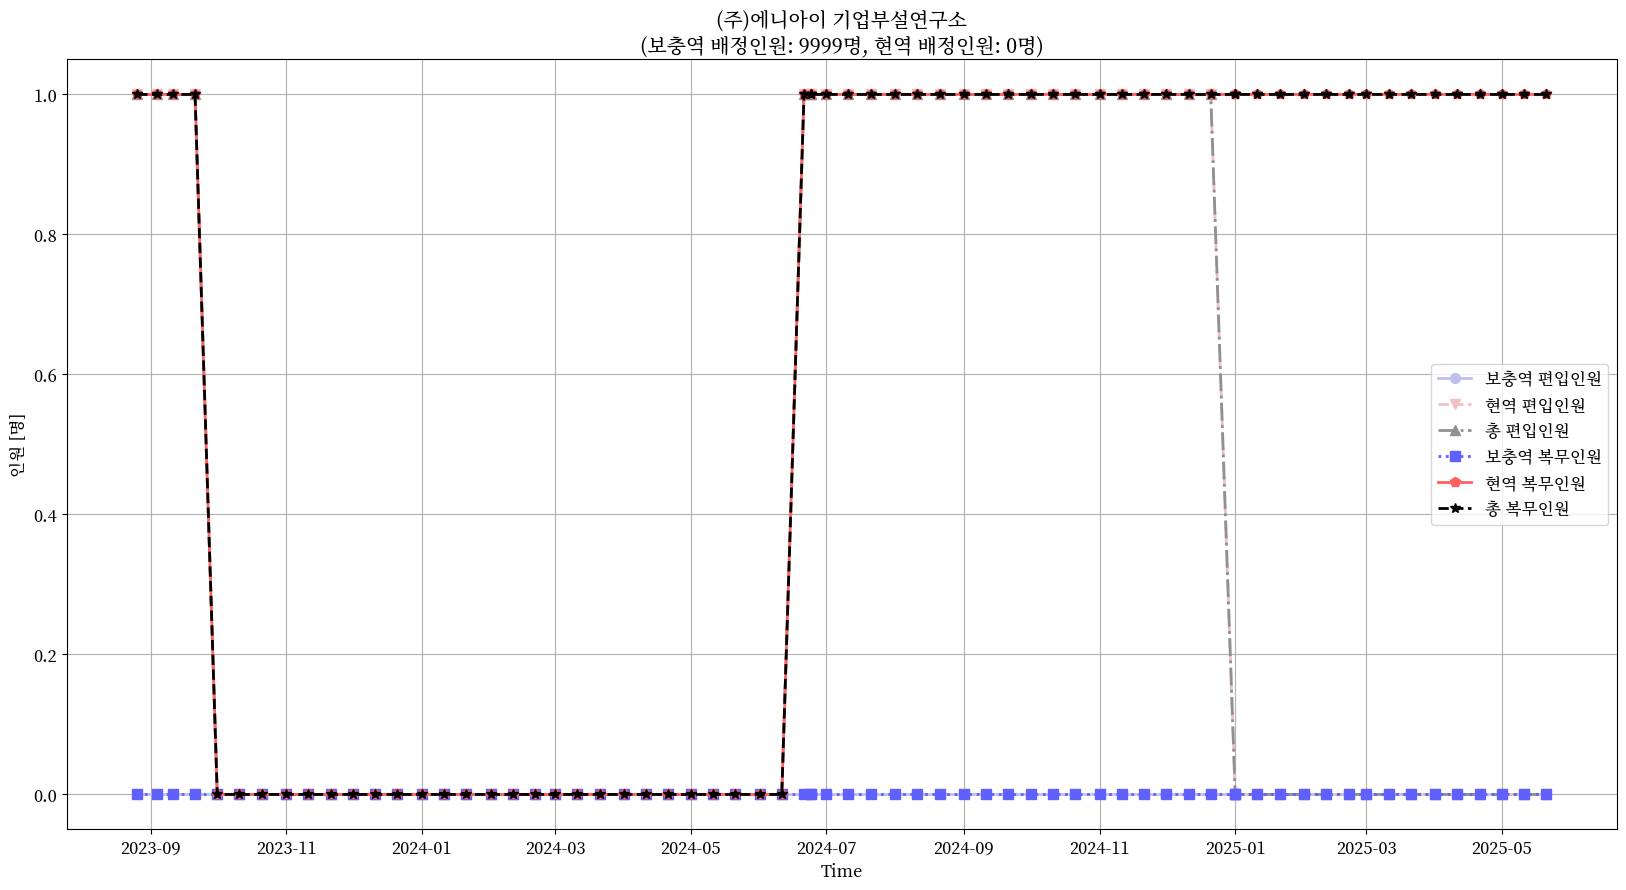 (주)에니아이 기업부설연구소
(보충역 배정인원: 9999명, 현역 배정인원: 0명)
1.0
0.8
0.6
0.4
0.2
0.0
인원 [명]
보충역 편입인원
현역 편입인원
총 편입인원
보충역 복무인원
현역 복무인원
총 복무인원
2023-09 2023-11 2024-01 2024-03 2024-05 2024-07 2024-09 2024-11 2025-01 2025-03 2025-05
Time